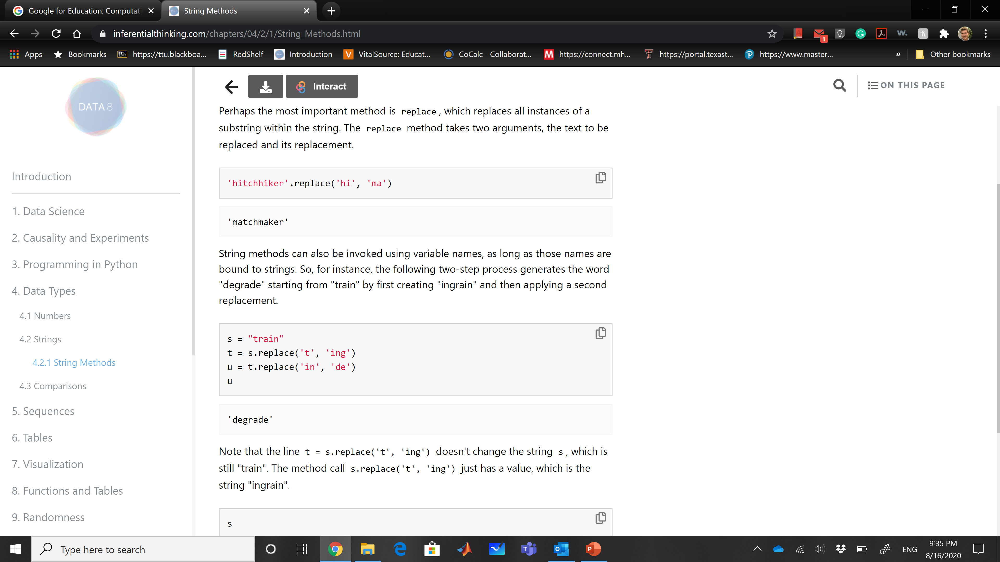 Google for Education: Computati
String Methods
inferentialthinking.com/chapters/04/2/1/String_Methods.html
1
Apps
Bookmarks
Bb
https://ttu.blackboa...
RedShelf
Introduction
VitalSource: Educat...
CoCalc - Collaborat...
https://connect.mh...
https://portal.texast...
https://www.master...
»
Other bookmarks
DATA 8
Introduction
1. Data Science
2. Causality and Experiments
3. Programming in Python
4. Data Types
4.1 Numbers
4.2 Strings
4.2.1 String Methods
4.3 Comparisons
5. Sequences
6. Tables
7. Visualization
8. Functions and Tables
9. Randomness
Interact
ON THIS PAGE
Perhaps the most important method is replace, which replaces all instances of a
substring within the string. The replace method takes two arguments, the text to be
replaced and its replacement.
'hitchhiker'.replace('hi', 'ma')
'matchmaker'
String methods can also be invoked using variable names, as long as those names are
bound to strings. So, for instance, the following two-step process generates the word
"degrade" starting from "train" by first creating "ingrain" and then applying a second
replacement.
s = "train"
t = s.replace('t', 'ing')
u = t.replace('in', 'de')
u
'degrade'
Note that the line t = s.replace('t', 'ing') doesn't change the string s, which is
still "train". The method call s.replace('t', 'ing') just has a value, which is the
string "ingrain".
s
Type here to search
ENG
9:35 PM
8/16/2020